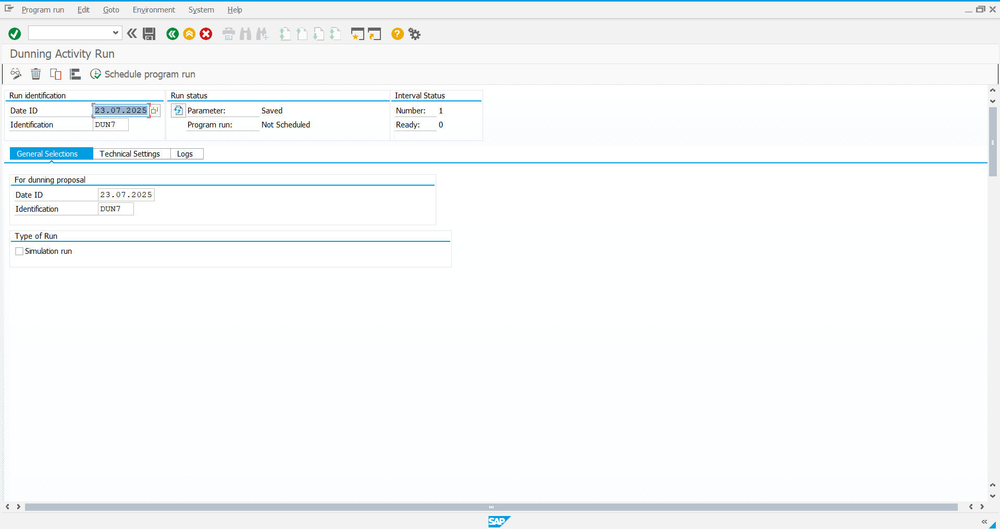 Program run Edit Goto Environment System Help
Dunning Activity Run
Schedule program run
Run identification Run status Interval Status
Date ID 23.07.2025 Parameter: Saved Number: 1
Identification DUN7 Program run: Not Scheduled Ready: 0
General Selections Technical Settings Logs
For dunning proposal
Date ID 23.07.2025
Identification DUN7
Type of Run
Simulation run
SAP